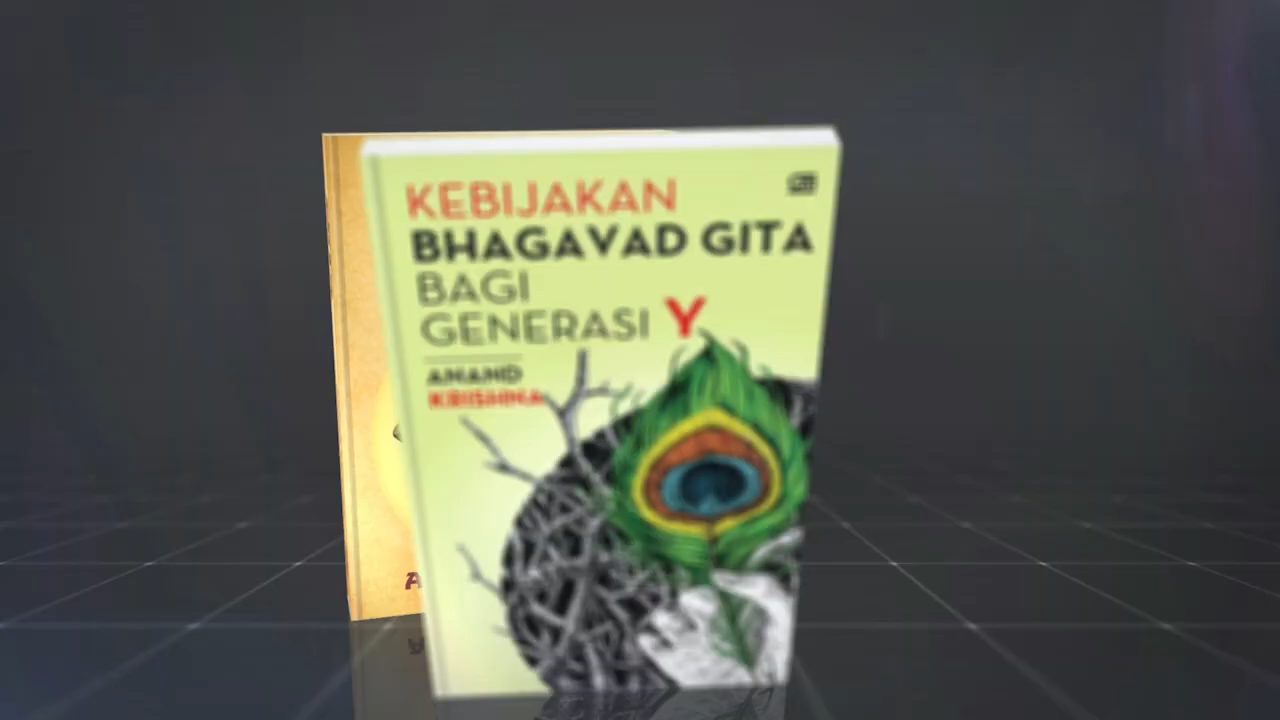 KEBIJAKAN
BHAGAVAD GITA
BAGI
GENERASI Y
ANAND
KRISHNA
A